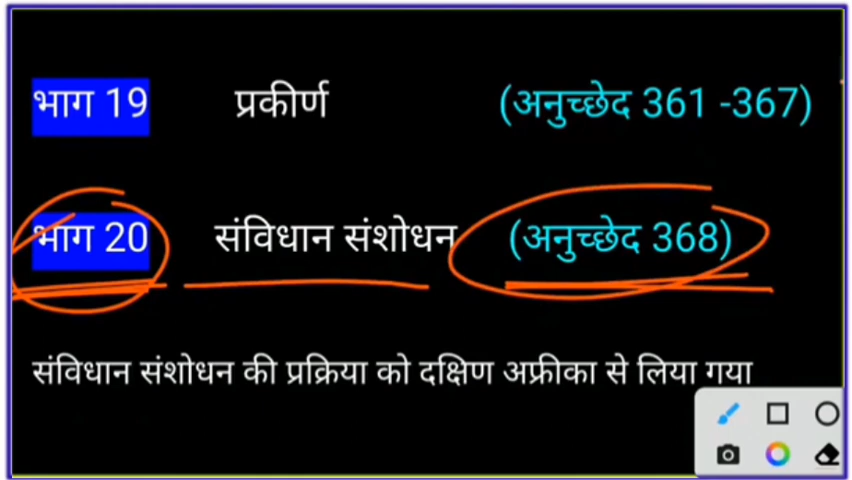 भाग 19 प्रकीर्ण (अनुच्छेद 361 -367)
भाग 20 संविधान संशोधन (अनुच्छेद 368)
संविधान संशोधन की प्रक्रिया को दक्षिण अफ्रीका से लिया गया